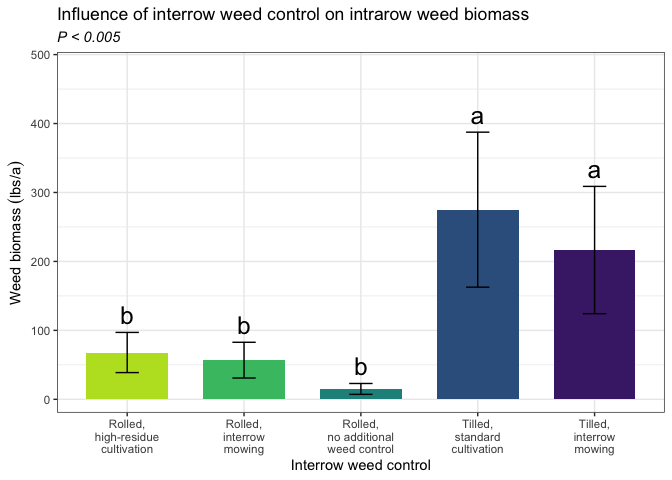 Influence of interrow weed control on intrarow weed biomass
P < 0.005
Weed biomass (lbs/a)
500
400
300
200
100
0
b
b
b
a
a
Rolled,
high-residue
cultivation
Rolled,
interrow
mowing
Rolled,
no additional
weed control
Tilled,
standard
cultivation
Tilled,
interrow
mowing
Interrow weed control